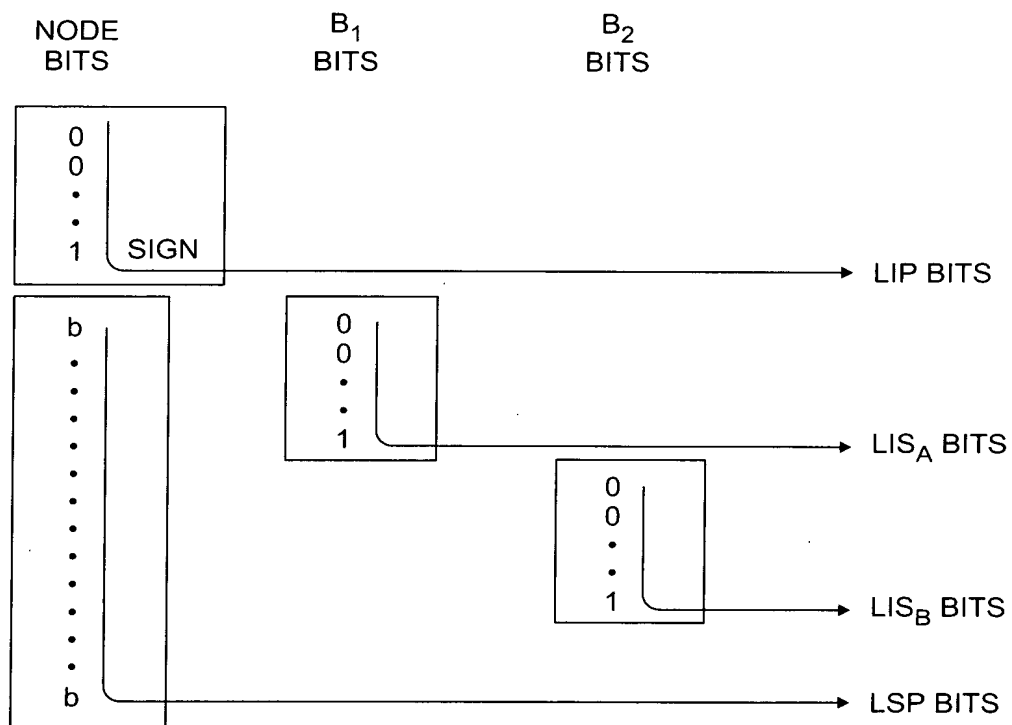 NODE BITS
B1 BITS
B2 BITS
0
0
1
SIGN
LIP BITS
b
b
LSP BITS
0
0
1
LISA BITS
0
0
1
LISB BITS